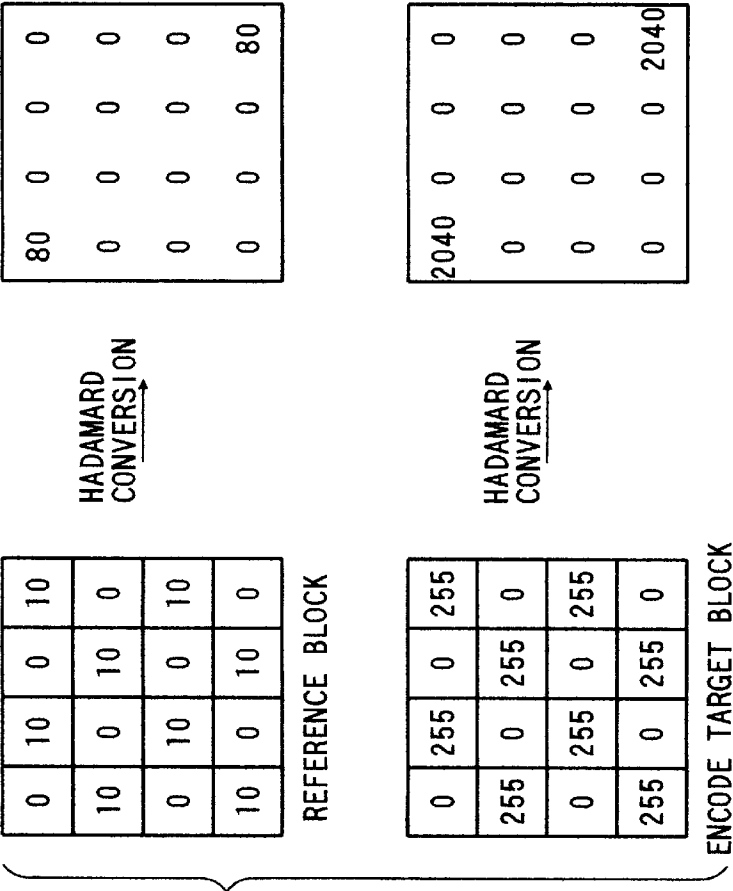 0 10 0 10
10 0 10 0
0 10 0 10
10 0 10 0
REFERENCE BLOCK
HADAMARD
CONVERSION
80 0 0 0
0 0 0 0
0 0 0 0
0 0 0 80
0 255 0 255
255 0 255 0
0 255 0 255
255 0 255 0
ENCODE TARGET BLOCK
HADAMARD
CONVERSION
2040 0 0 0
0 0 0 0
0 0 0 0
0 0 0 2040